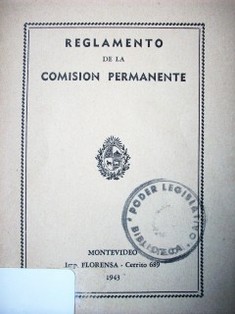 REGLAMENTO
DE LA
COMISION PERMANENTE
PODER LEGISLATIVO
BIBLIOTECA
MONTEVIDEO
Imp. FLORENSA - Cerrito 689
1943